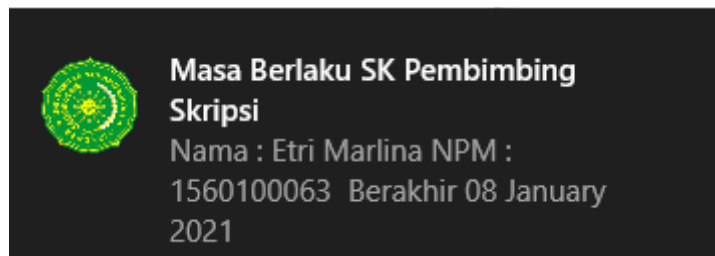 Masa Berlaku SK Pembimbing
Skripsi
Nama : Etri Marlina NPM :
1560100063  Berakhir 08 January
2021